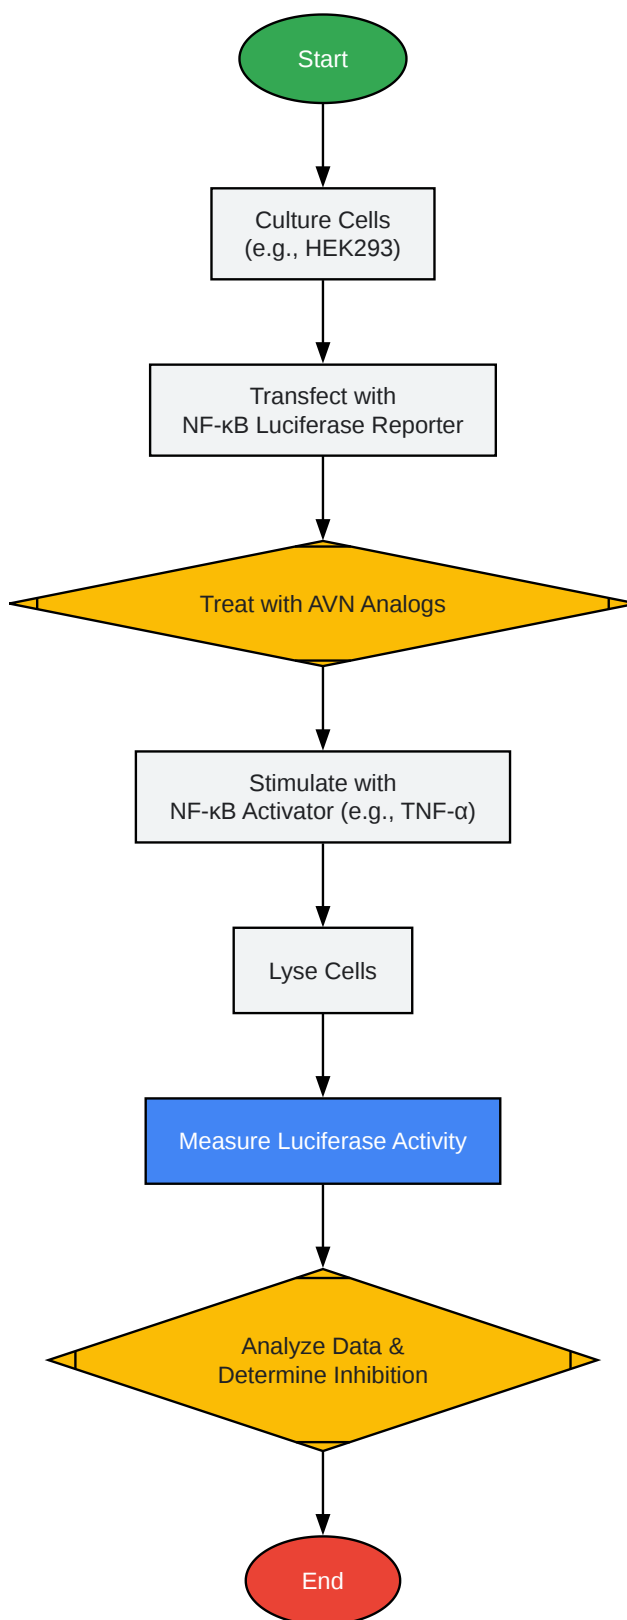 Start
Culture Cells
(e.g., HEK293)
Transfect with
NF-κB Luciferase Reporter
Treat with AVN Analogs
Stimulate with
NF-κB Activator (e.g., TNF-α)
Lyse Cells
Measure Luciferase Activity
Analyze Data &
Determine Inhibition
End